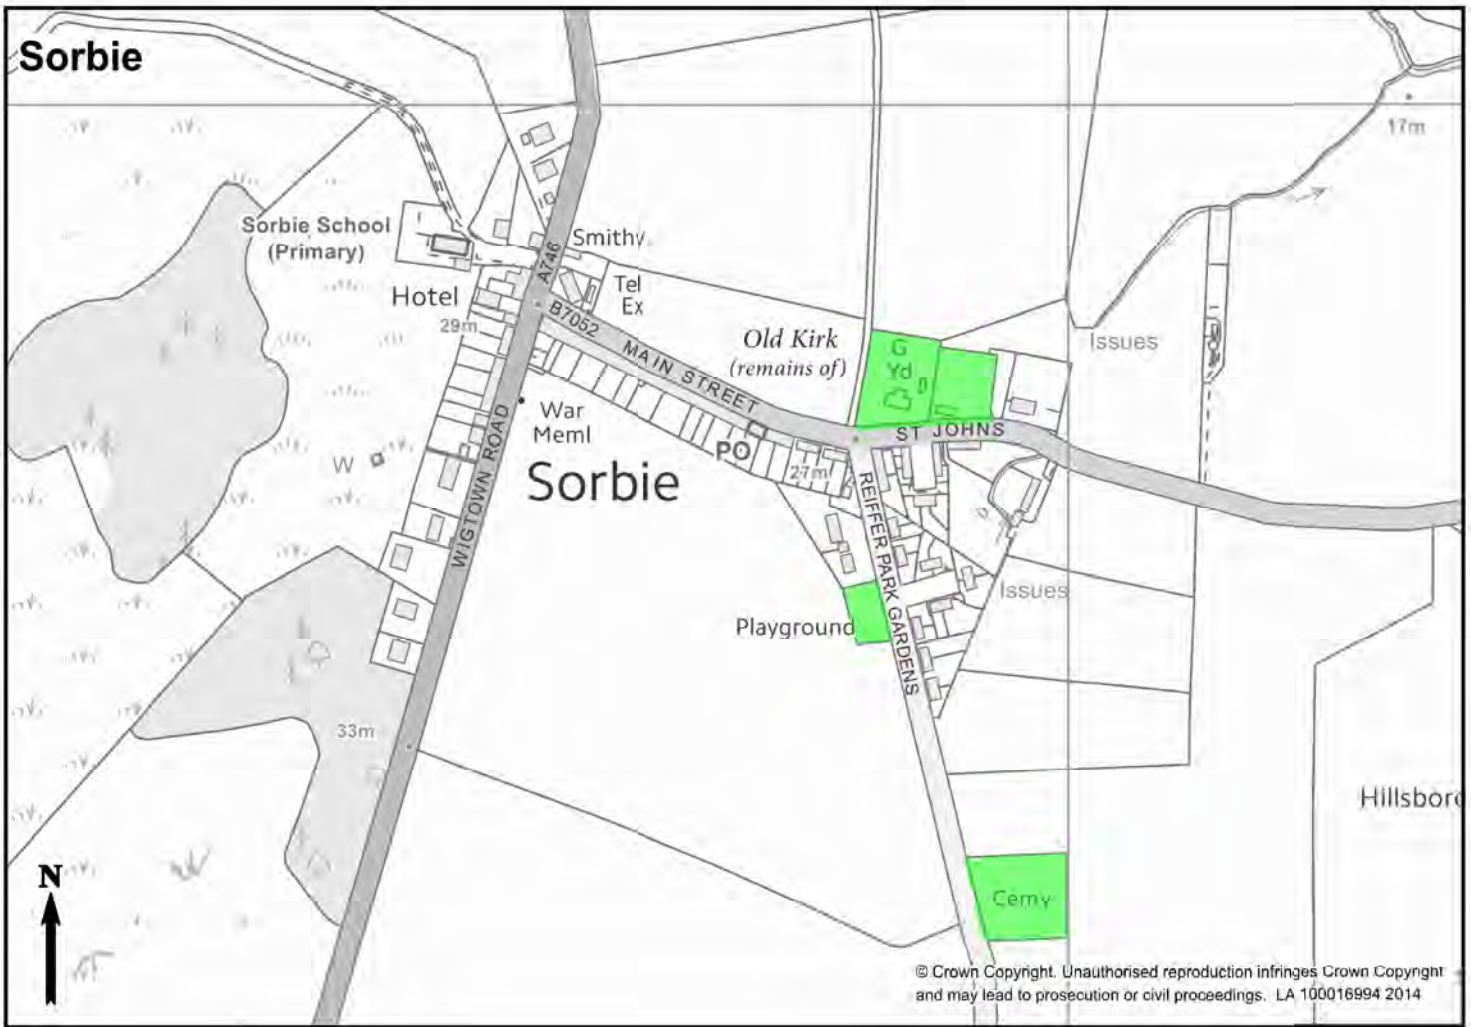 Sorbie
17m
Sorbie School
(Primary)
Smithy
A746
Tel
Ex
Hotel
29m
B7052
MAIN STREET
Old Kirk
(remains of)
G
Yd
Issues
War
Meml
WIGTOWN ROAD
PO
ST JOHNS
W
27m
Sorbie
REIFFER PARK GARDENS
Issues
Playground
33m
Hillsboro
N
Cemy
© Crown Copyright. Unauthorised reproduction infringes Crown Copyright
and may lead to prosecution or civil proceedings. LA 100016994 2014